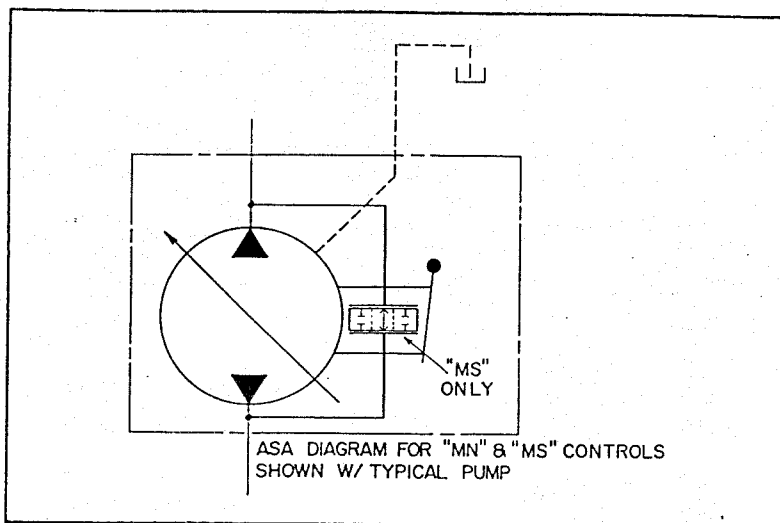 "MS"
ONLY
ASA DIAGRAM FOR "MN" & "MS" CONTROLS
SHOWN W/ TYPICAL PUMP